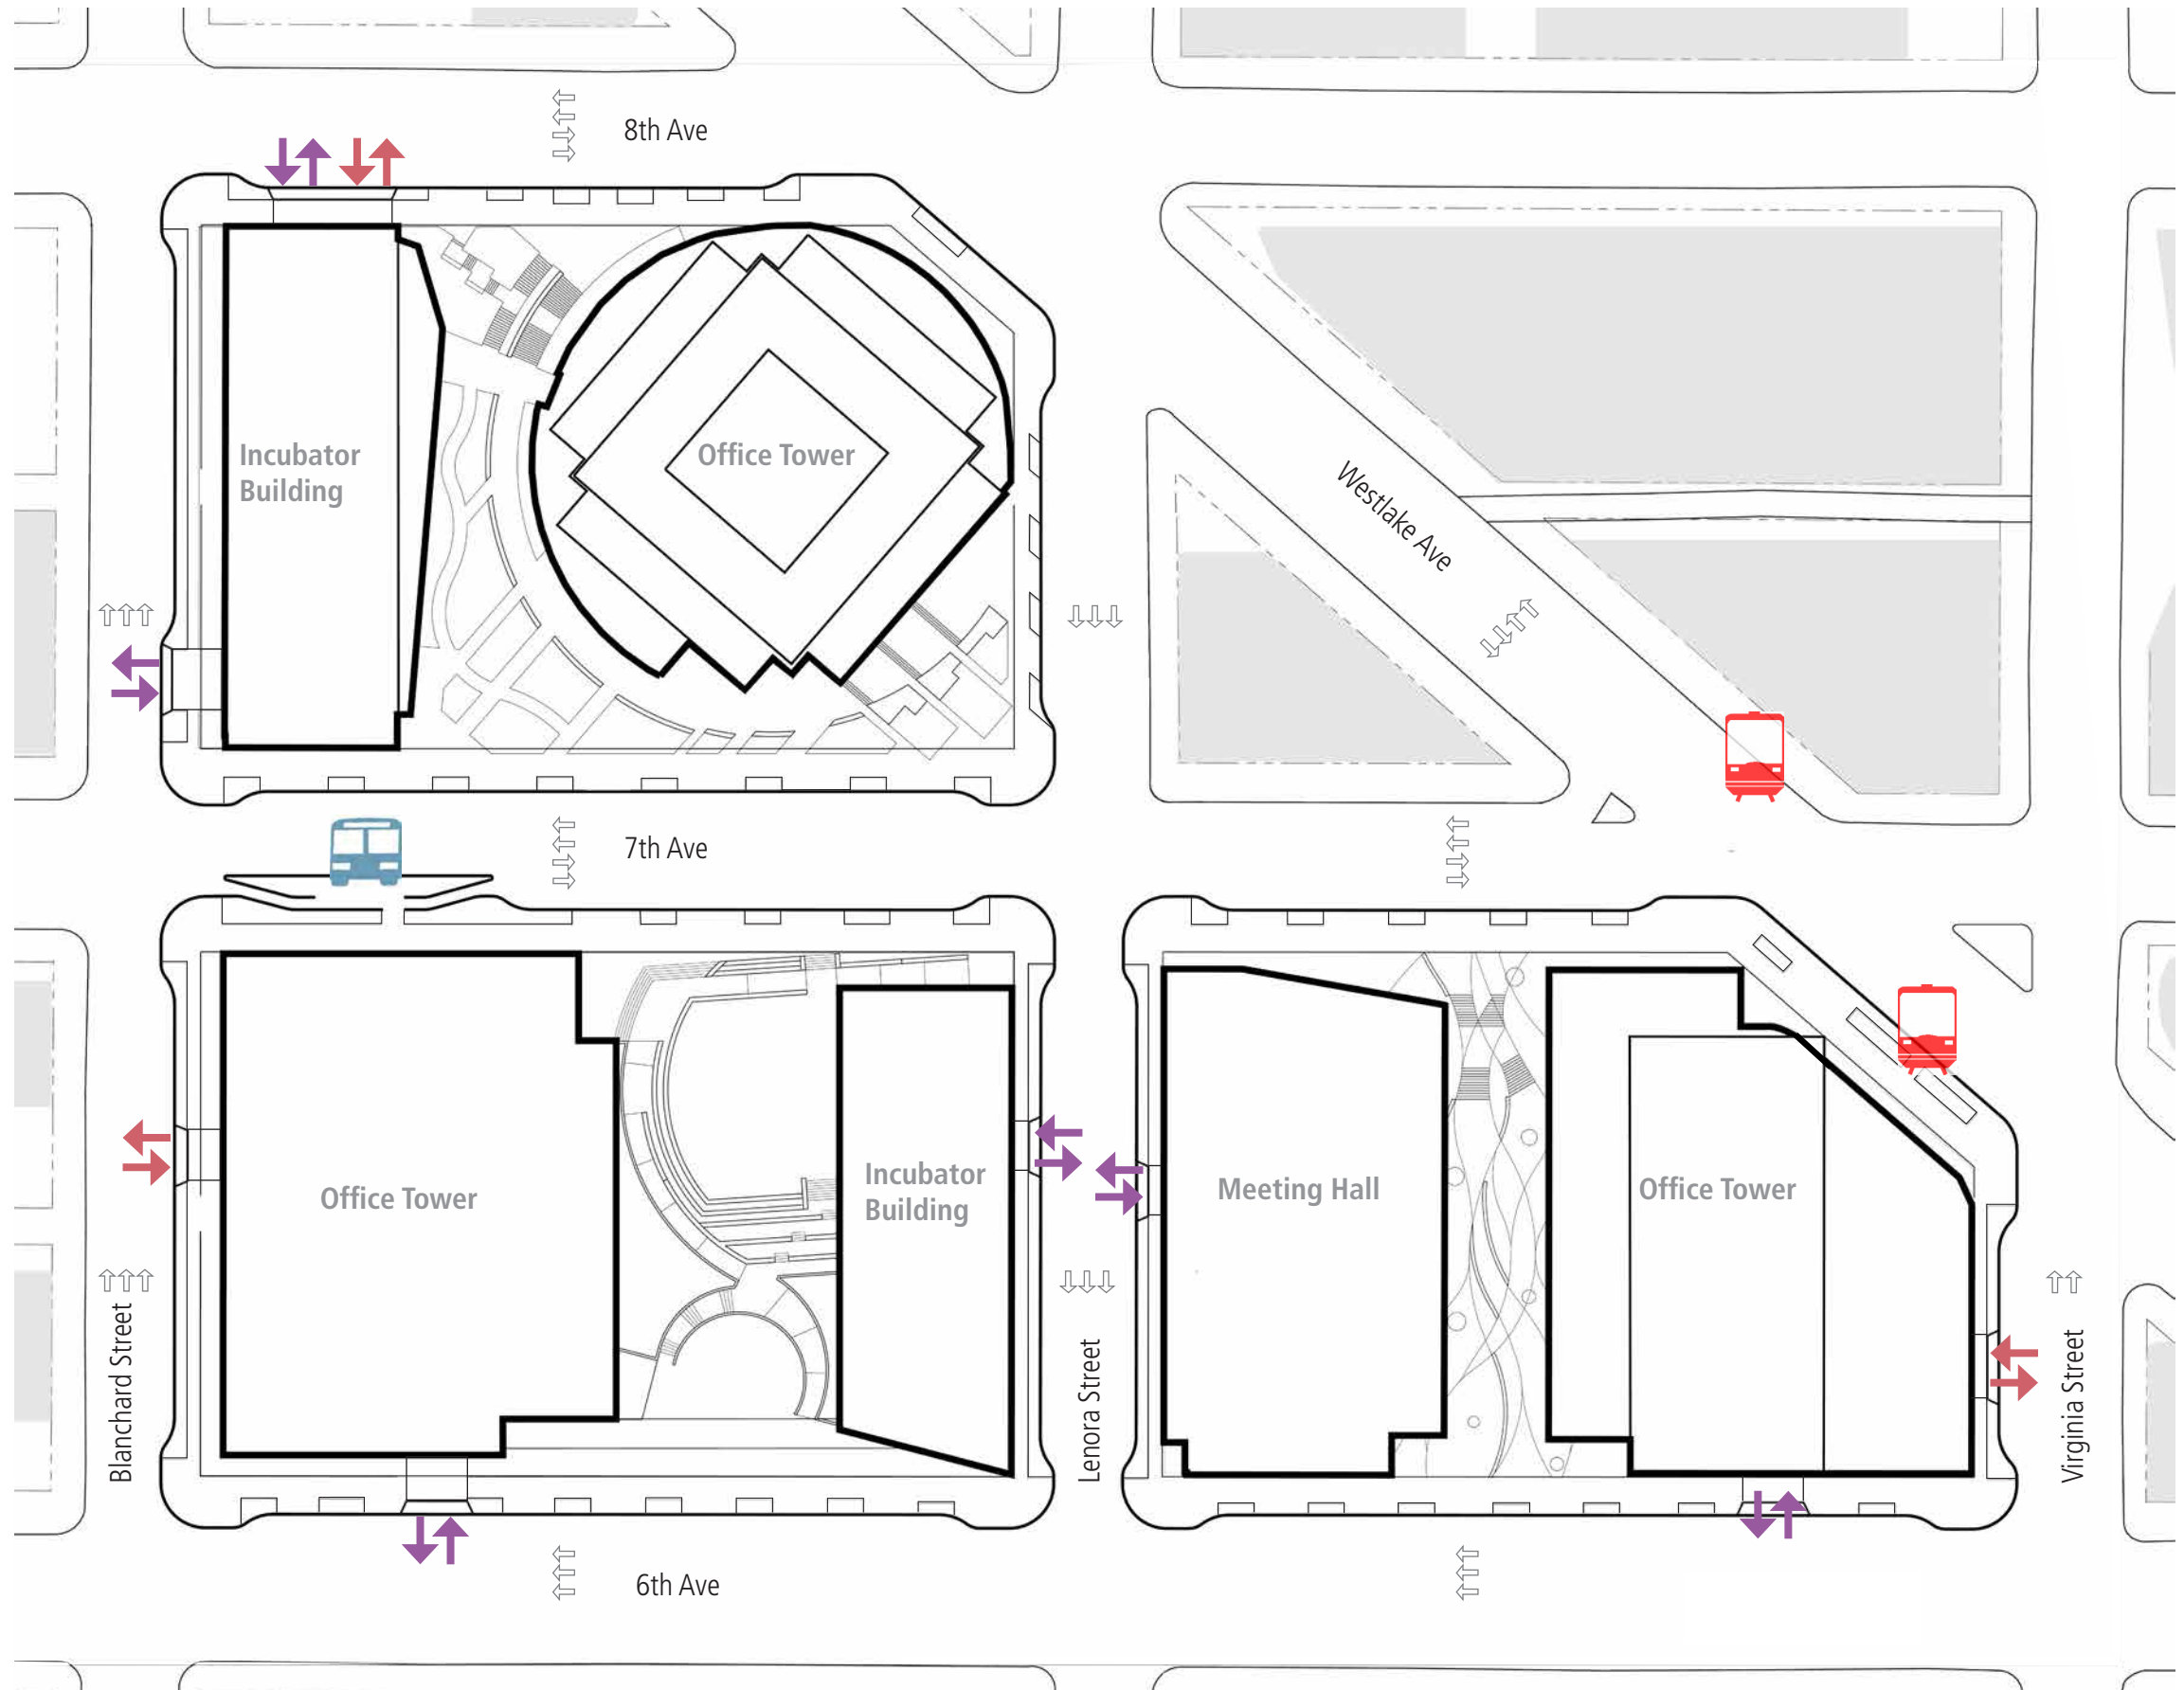 8th Ave
Incubator
Building
Office Tower
Westlake Ave
7th Ave
Office Tower
Incubator
Building
Meeting Hall
Office Tower
Blanchard Street
Lenora Street
Virginia Street
6th Ave